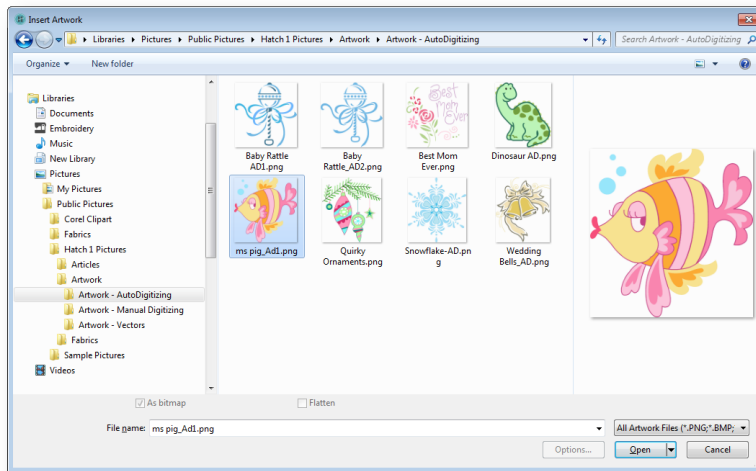 Insert Artwork
Libraries
Pictures
Public Pictures
Hatch 1 Pictures
Artwork
Artwork - AutoDigitizing
Search Artwork - AutoDigitizing
Organize
New folder
Libraries
Documents
Embroidery
Music
New Library
Pictures
My Pictures
Public Pictures
Corel Clipart
Fabrics
Hatch 1 Pictures
Articles
Artwork
Artwork - AutoDigitizing
Artwork - Manual Digitizing
Artwork - Vectors
Fabrics
Sample Pictures
Videos
Best
Mom
Ever
Baby Rattle
AD1.png
Baby
Rattle_AD2.png
Best Mom
Ever.png
Dinosaur AD.png
ms pig_Ad1.png
Quirky
Ornaments.png
Snowflake-AD.pn
g
Wedding
Bells_AD.png
As bitmap
Flatten
File name:
ms pig_Ad1.png
All Artwork Files (*.PNG;*.BMP;
Options...
Open
Cancel